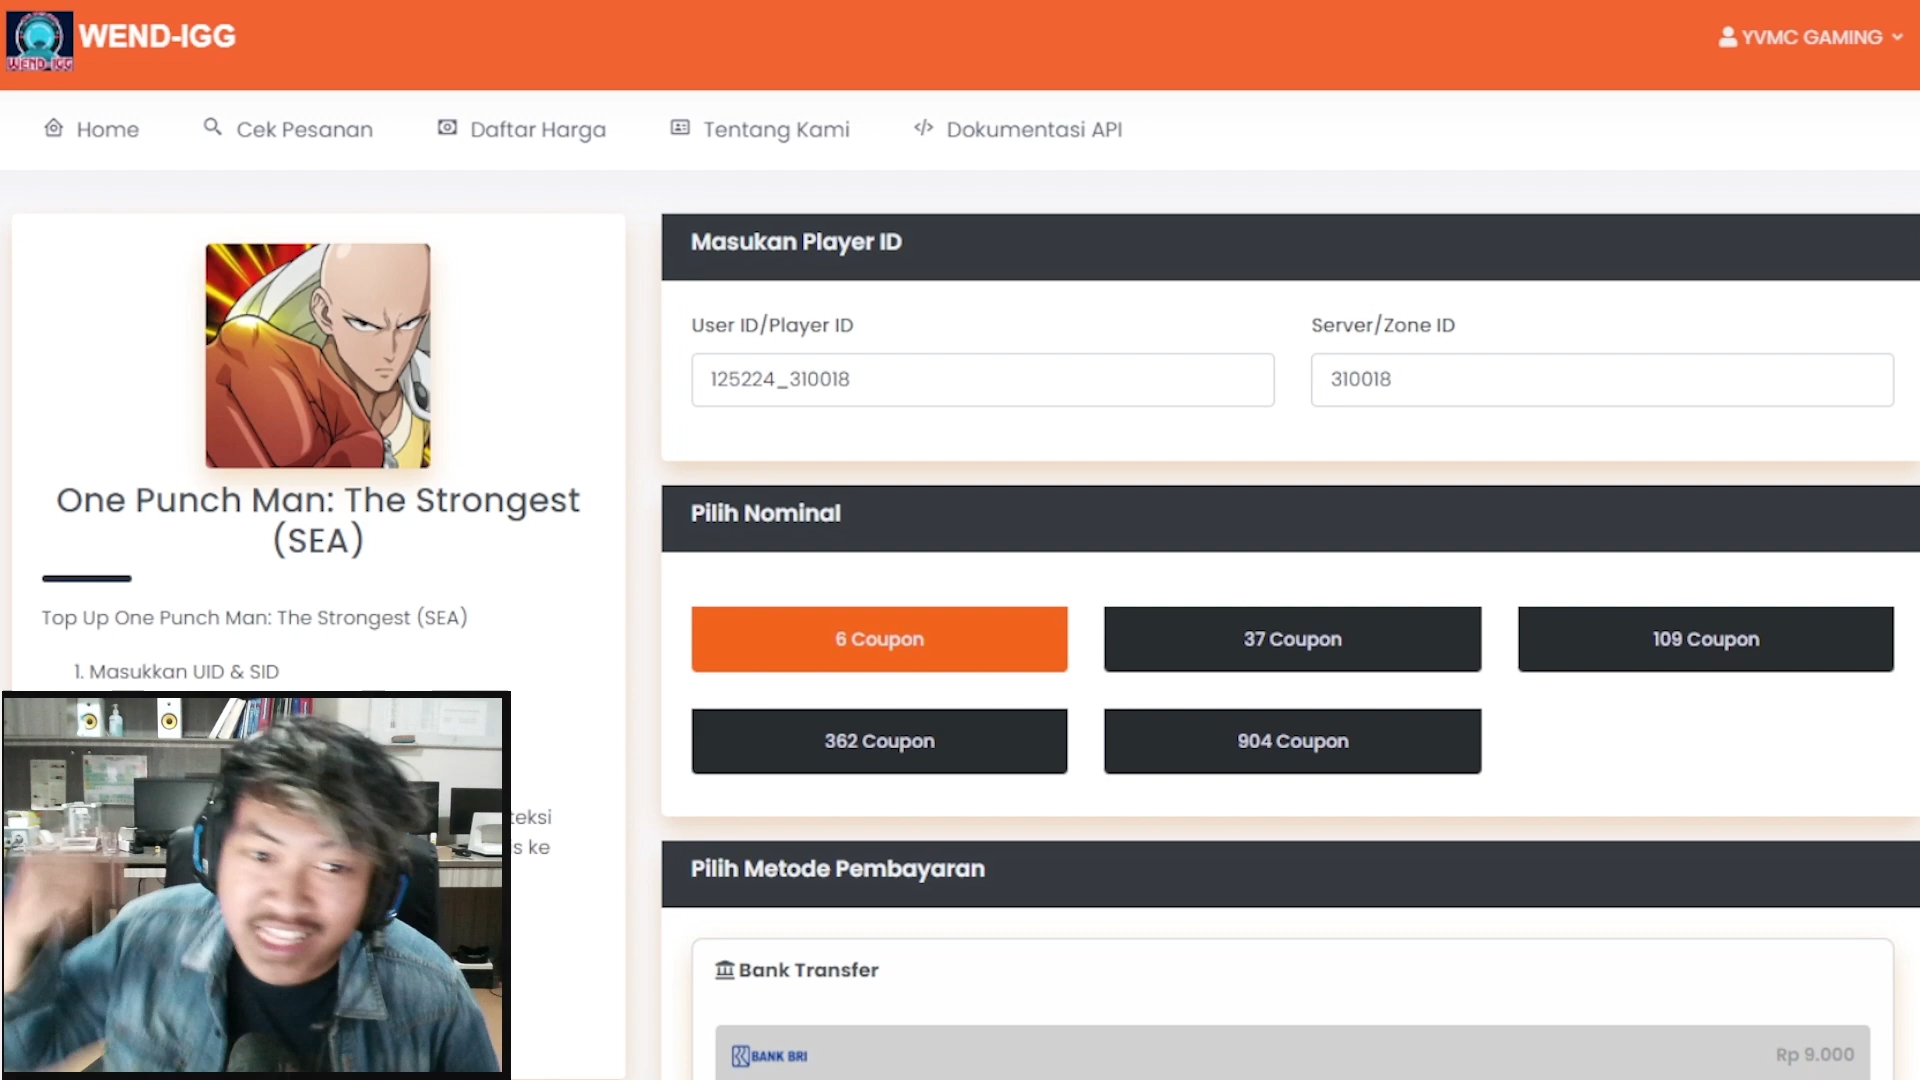 WEND-IGG
WEND-IGG
YVMC GAMING
Home
Cek Pesanan
Daftar Harga
Tentang Kami
Dokumentasi API
One Punch Man: The Strongest
(SEA)
Top Up One Punch Man: The Strongest (SEA)
1. Masukkan UID & SID
teksi
s ke
Masukan Player ID
User ID/Player ID
Server/Zone ID
125224_310018
310018
Pilih Nominal
6 Coupon
37 Coupon
109 Coupon
362 Coupon
904 Coupon
Pilih Metode Pembayaran
Bank Transfer
BANK BRI
Rp 9.000